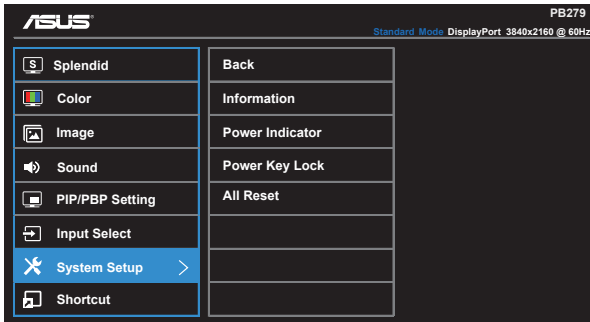 ASUS
PB279
Standard Mode DisplayPort 3840x2160 @ 60Hz
S Splendid
Color
Image
Sound
PIP/PBP Setting
Input Select
System Setup >
Shortcut
Back
Information
Power Indicator
Power Key Lock
All Reset